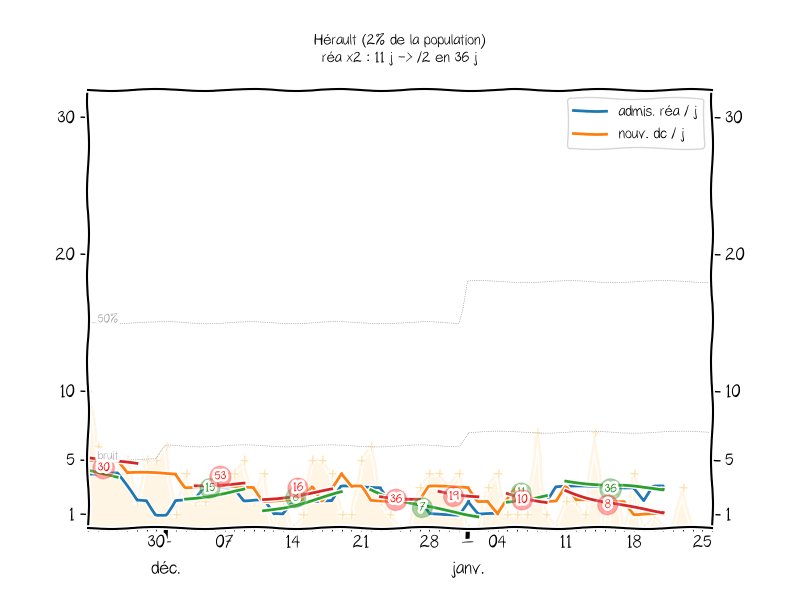 Hérault (2% de la population)
réa x2 : 11 j -> /2 en 36 j
admis. réa / j
nouv. dc / j
30 30
20 20
50%
10 10
bruit
5 5
30 15 53 16 36 7 19 10 36 8
1 1
30 07 14 21 28 04 11 18 25
déc. janv.